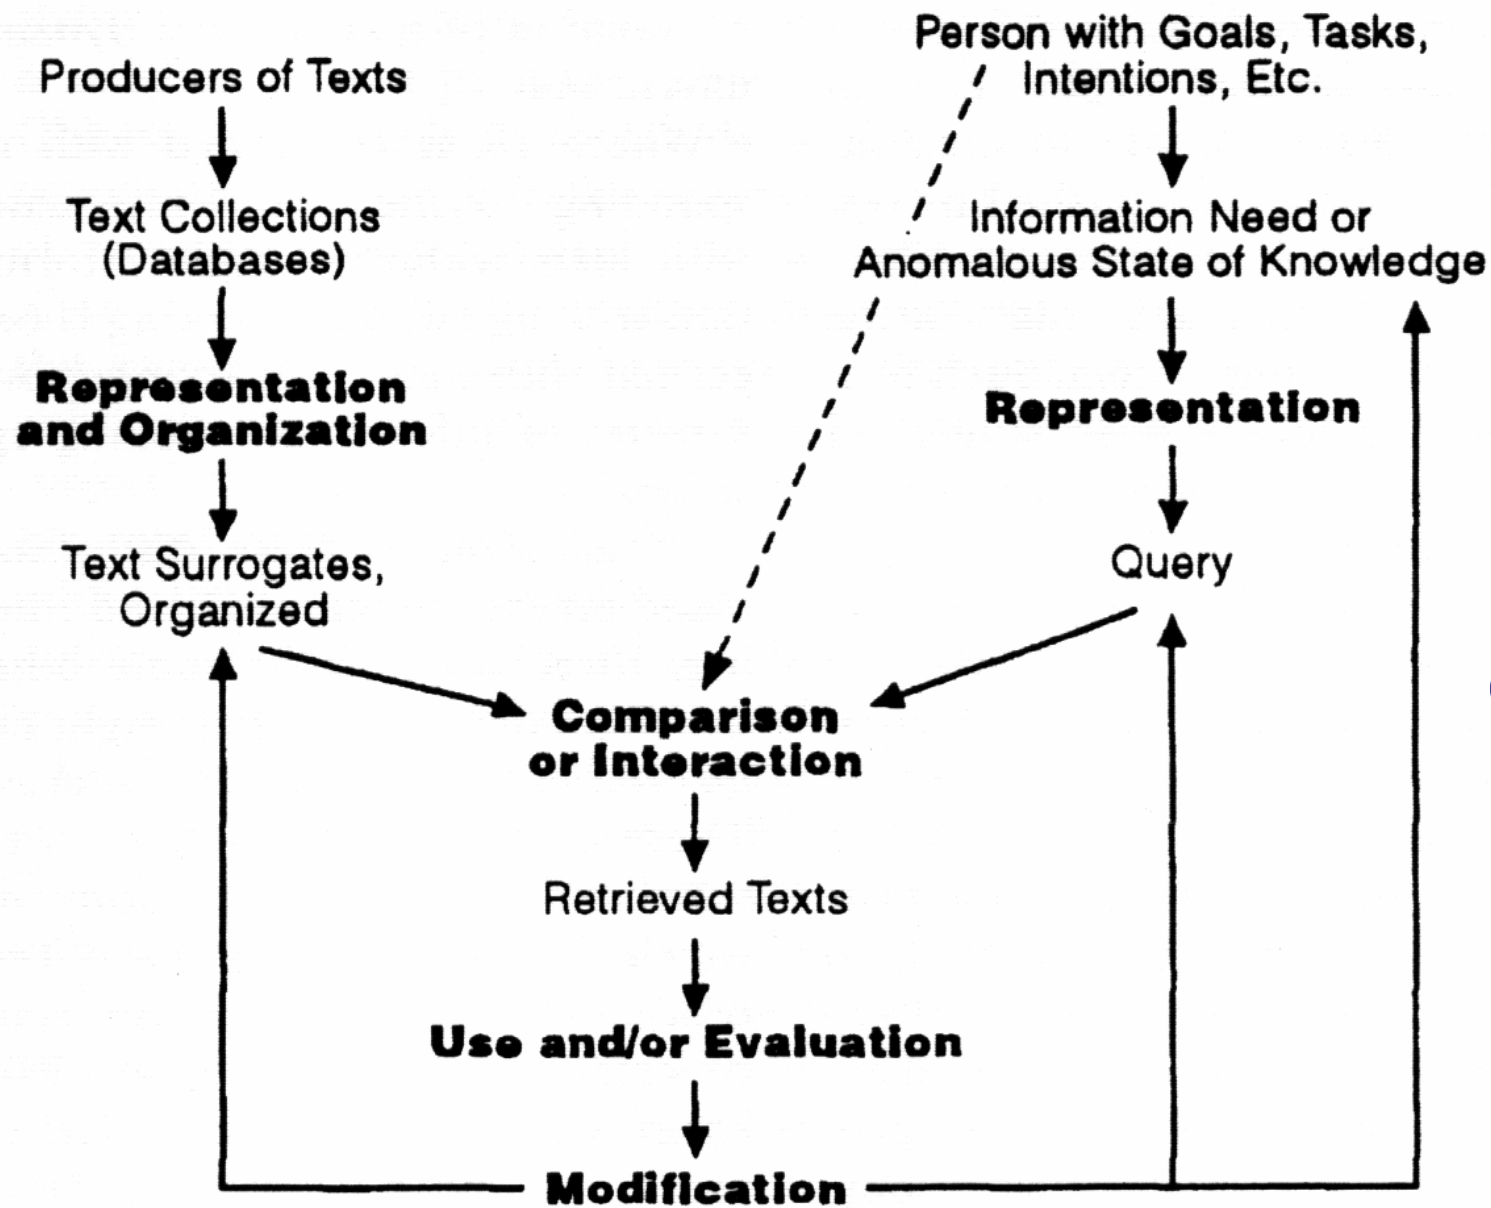 Producers of Texts
Text Collections
(Databases)
Representation
and Organization
Text Surrogates,
Organized
Person with Goals, Tasks,
Intentions, Etc.
Information Need or
Anomalous State of Knowledge
Representation
Query
Comparison
or Interaction
Retrieved Texts
Use and/or Evaluation
Modification